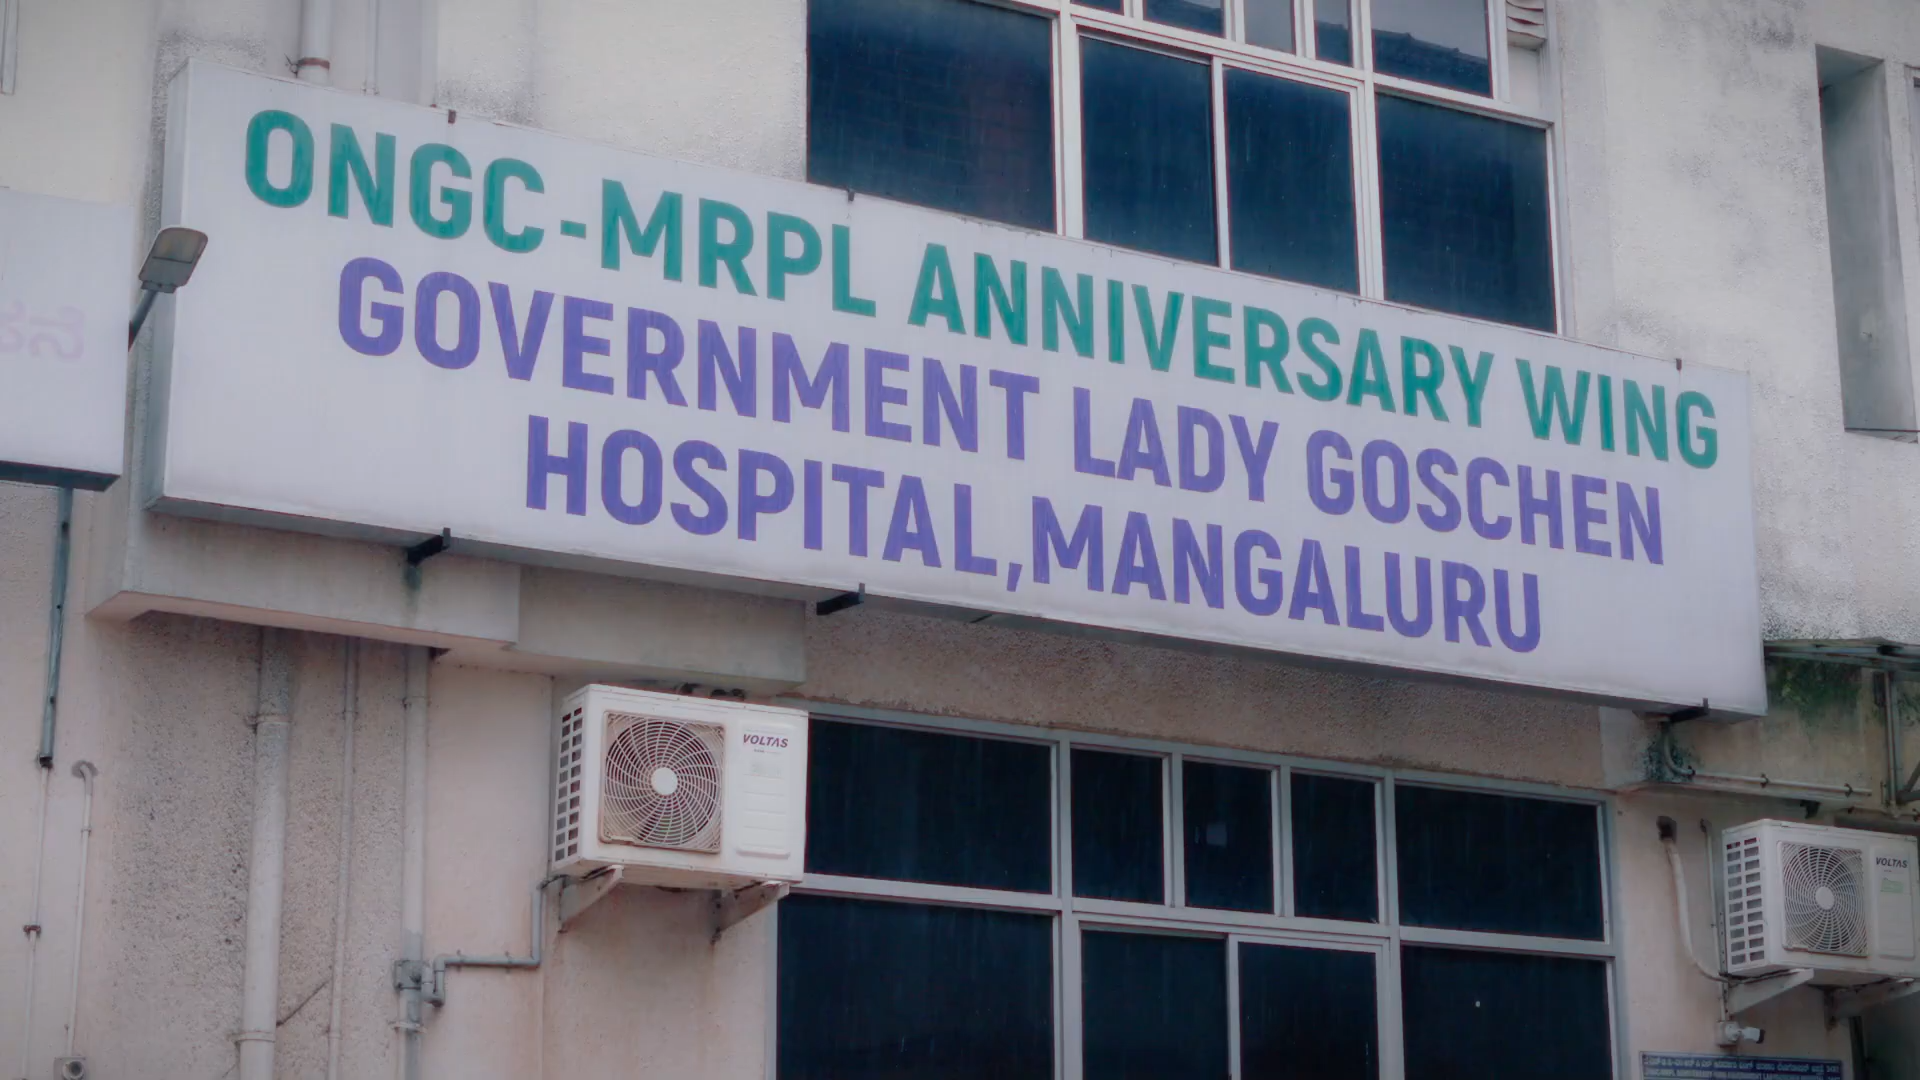 ONGC-MRPL ANNIVERSARY WING
GOVERNMENT LADY GOSCHEN
HOSPITAL,MANGALURU
VOLTAS
VOLTAS